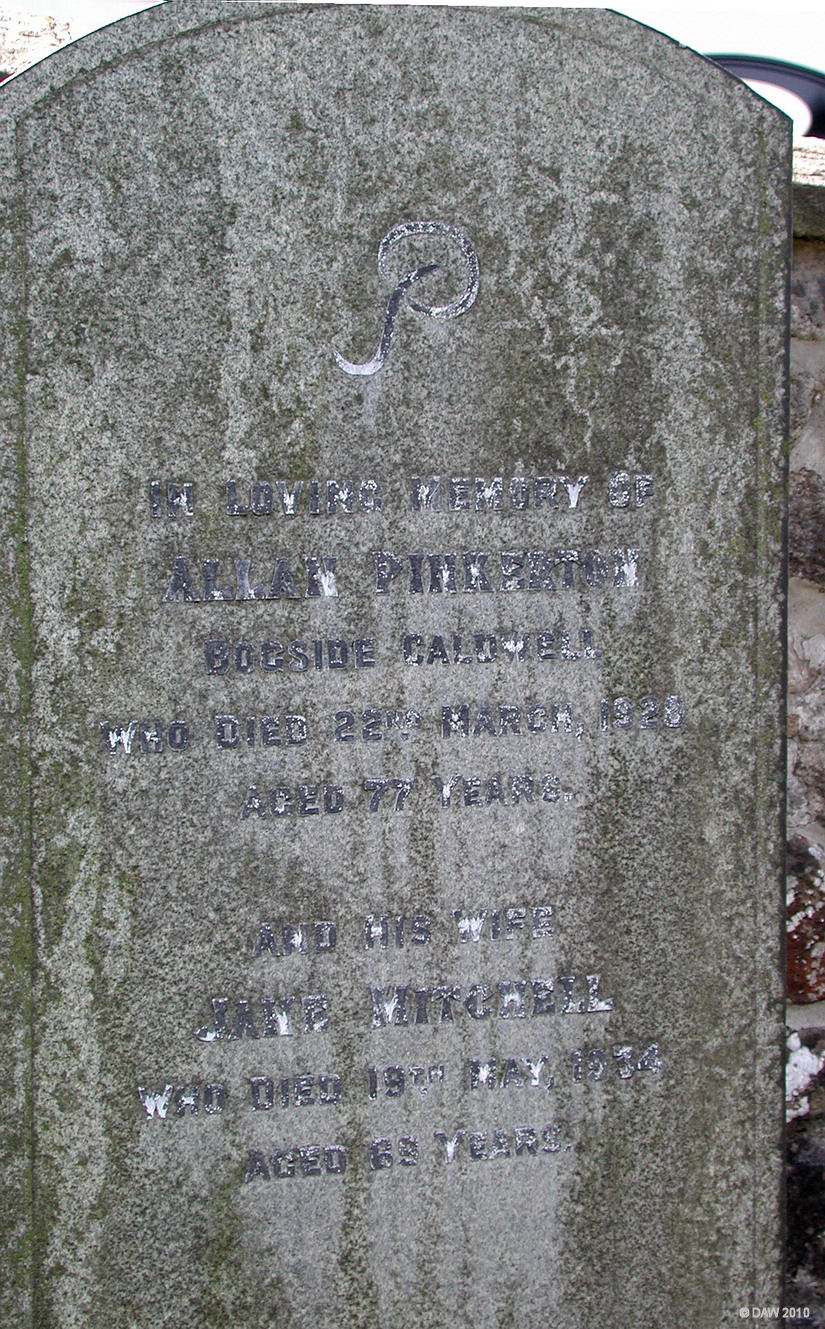 P
IN LOVING MEMORY OF
ALLAN PINKERTON
BOGSIDE CALDWELL
WHO DIED 22ND MARCH, 1928
AGED 77 YEARS.
AND HIS WIFE
JANE MITCHELL
WHO DIED 19TH MAY, 1934
AGED 69 YEARS.
© DAW 2010